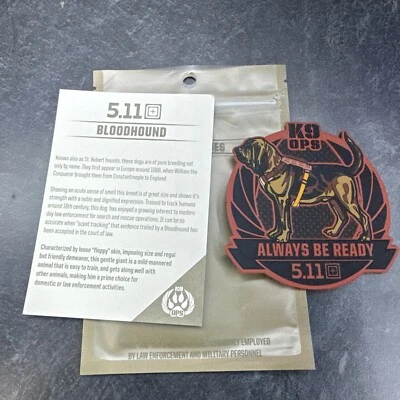 5.11
BLOODHOUND
Known also as St. Hubert hounds, these dogs are of pure breeding not
only by name. They first appear in Europe around 1066, when William the
Conqueror brought them from Constantinople to England.
Showing an acute sense of smell this breed is of great size and shows it's
strength with a noble and dignified expression. Trained to track humans
around 16th century, this dog has enjoyed a growing interest to modern
day law enforcement for search and rescue operations. It can be so
accurate when "scent tracking" that evidence trailed by a Bloodhound has
been accepted in the court of law.
Characterized by loose "floppy" skin, imposing size and regal
but friendly demeanor, this gentle giant is a mild-mannered
animal that is easy to train, and gets along well with
other animals, making him a prime choice for
domestic or law enforcement activities.
K9
OPS
EMPLOYED
BY LAW ENFORCEMENT AND MILITARY PERSONNEL
K9
OPS
ALWAYS BE READY
5.11